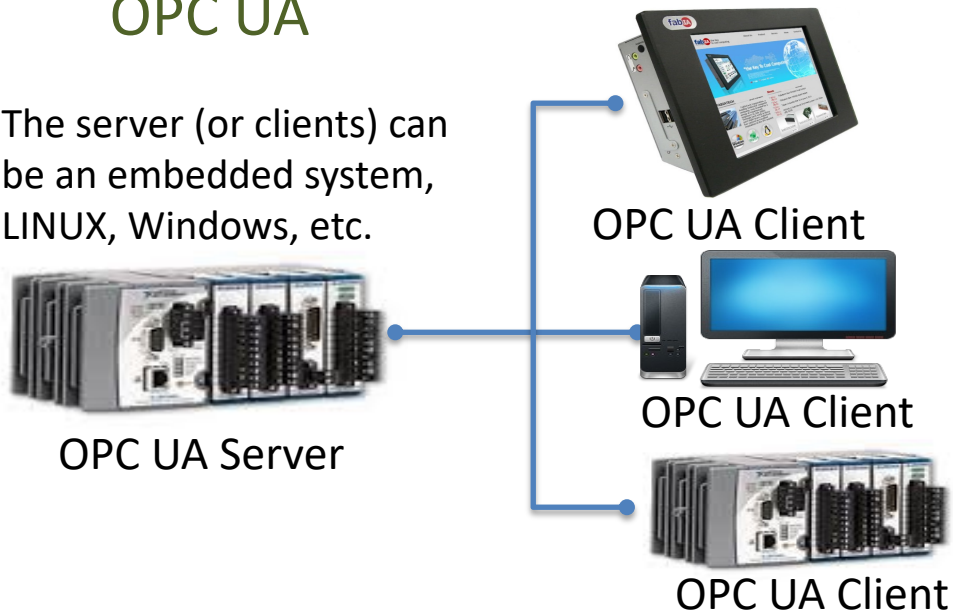 OPC UA
The server (or clients) can
be an embedded system,
LINUX, Windows, etc.
OPC UA Server
fab
OPC UA Client
OPC UA Client
OPC UA Client